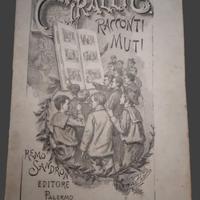 RACCONTI
MUTI
REMO
SANDRON
EDITORE
PALERMO